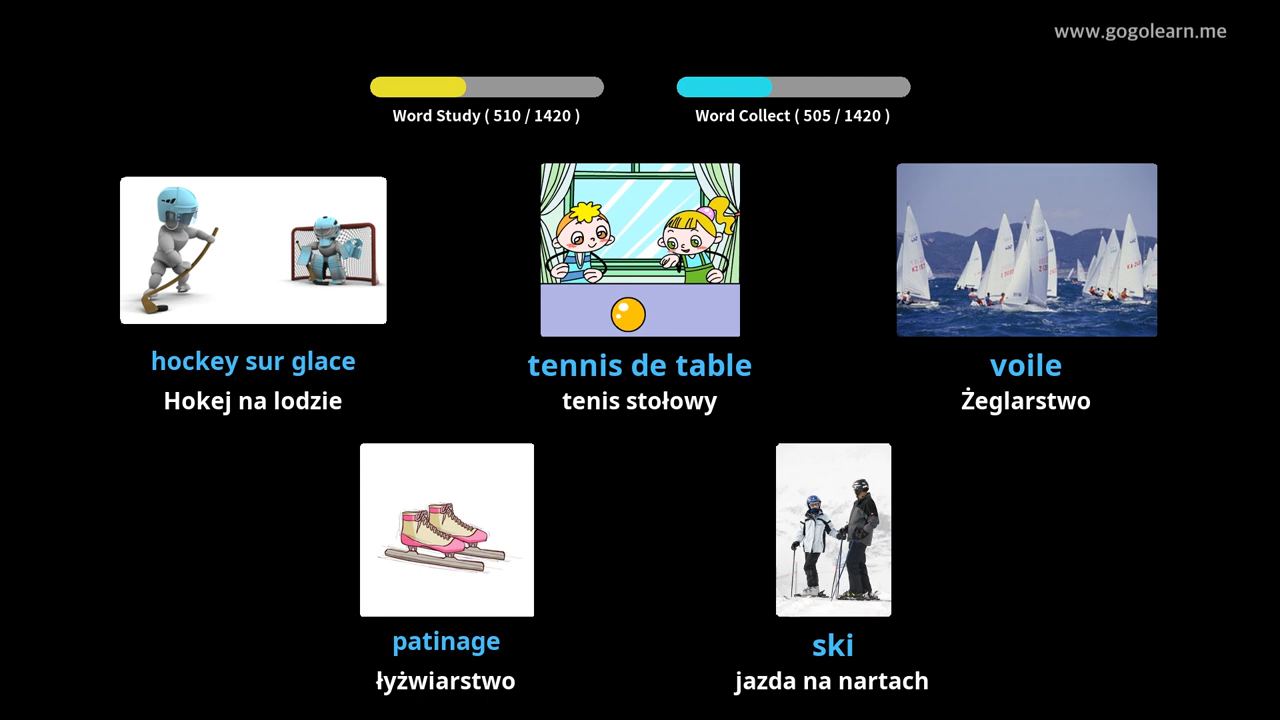 www.gogolearn.me
Word Study ( 510 / 1420 )
Word Collect ( 505 / 1420 )
hockey sur glace
Hokej na lodzie
tennis de table
tenis stołowy
voile
Żeglarstwo
patinage
łyżwiarstwo
ski
jazda na nartach